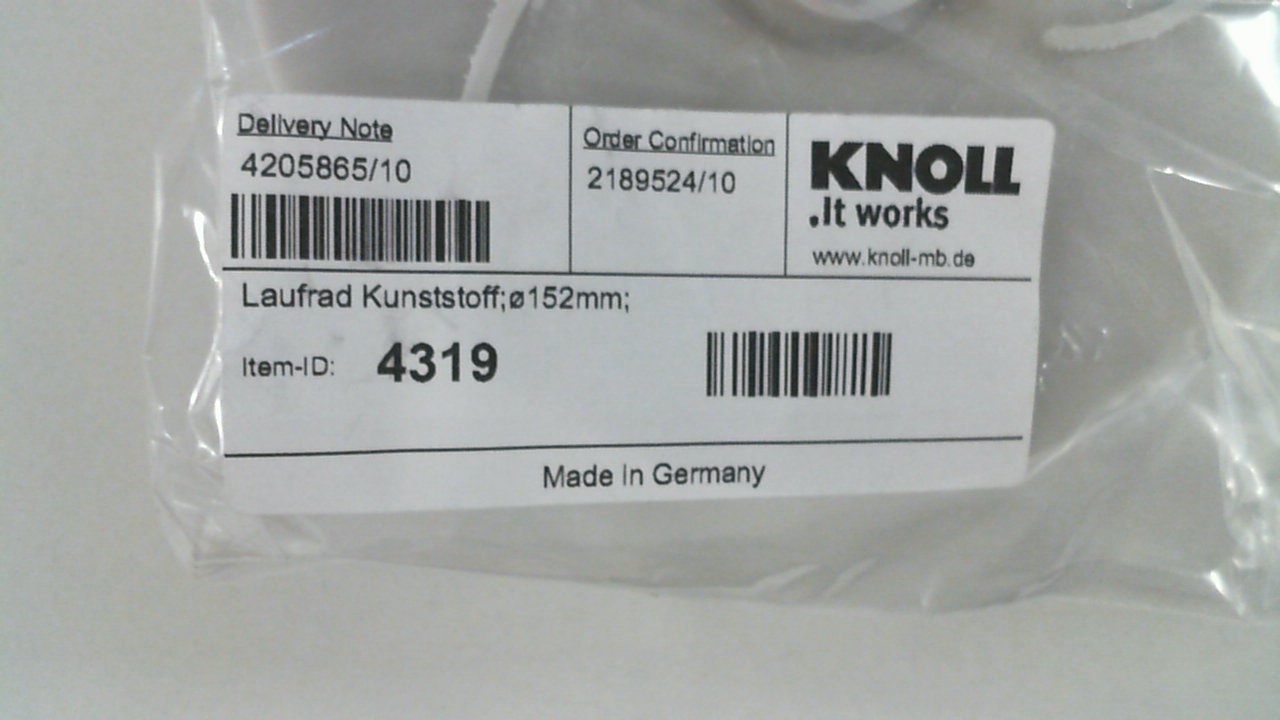 Delivery Note
4205865/10
Order Confirmation
2189524/10
KNOLL
.It works
www.knoll-mb.de
Laufrad Kunststoff;ø152mm;
Item-ID: 4319
Made in Germany